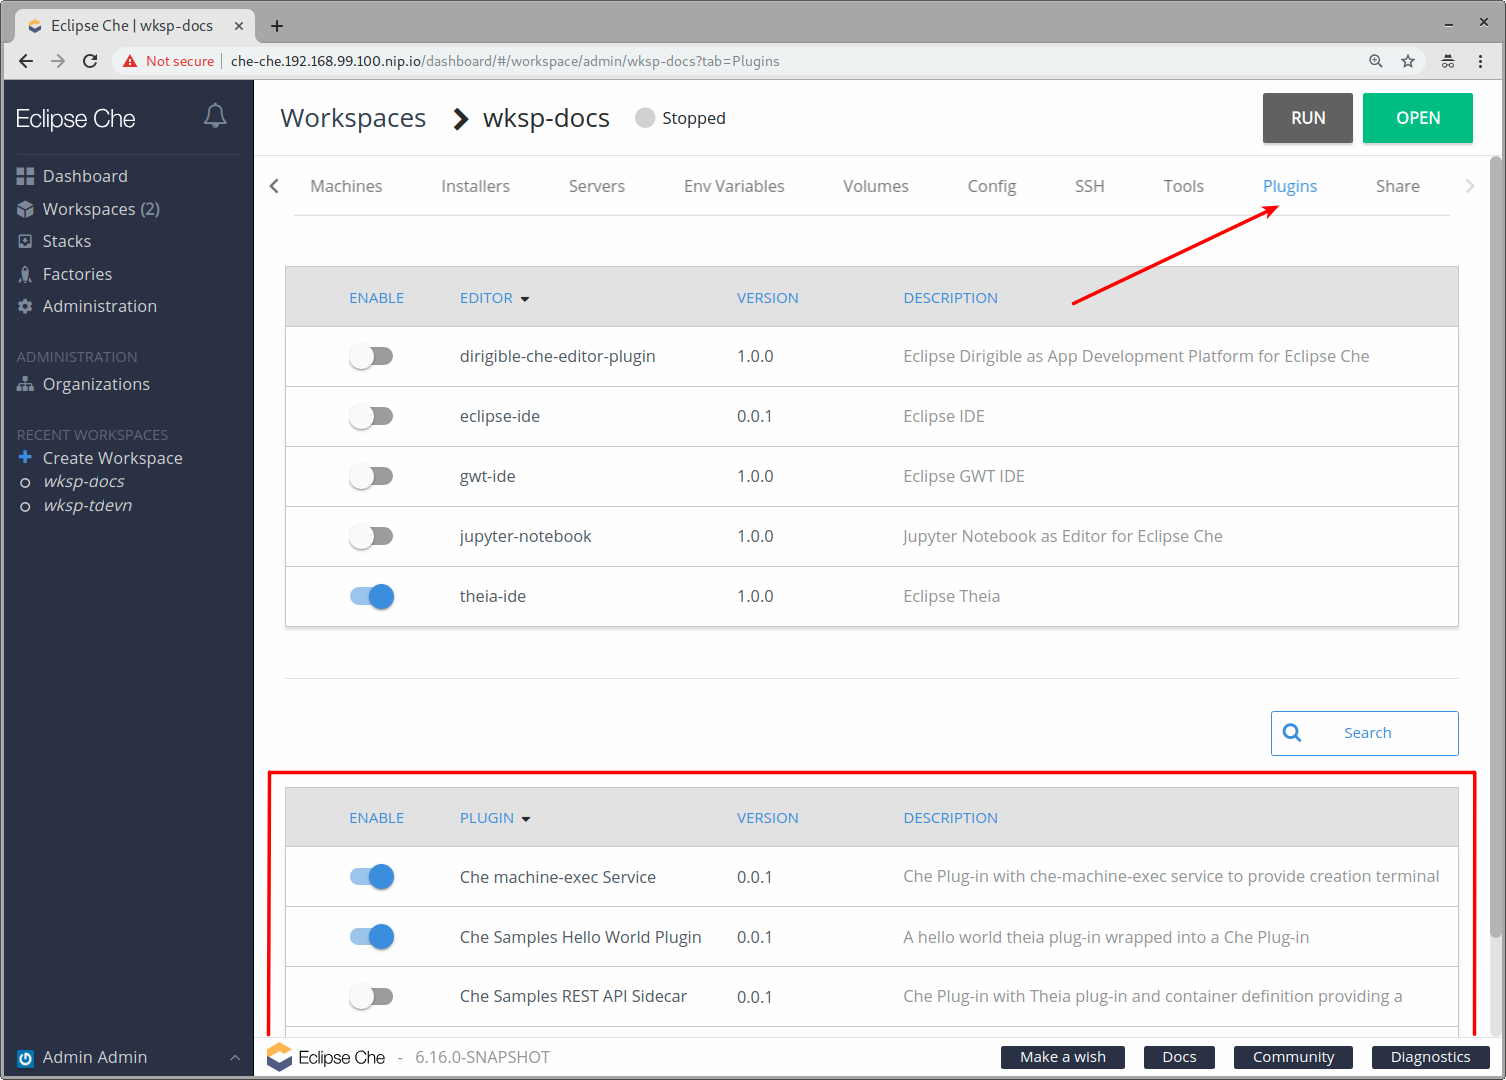 Eclipse Che | wksp-docs
Not secure
che-che.192.168.99.100.nip.io/dashboard/#/workspace/admin/wksp-docs?tab=Plugins
Eclipse Che
Dashboard
Workspaces (2)
Stacks
Factories
Administration
ADMINISTRATION
Organizations
RECENT WORKSPACES
Create Workspace
wksp-docs
wksp-tdevn
Admin Admin
Workspaces
wksp-docs
Stopped
RUN
OPEN
Machines Installers Servers Env Variables Volumes Config SSH Tools Plugins Share
ENABLE EDITOR VERSION DESCRIPTION
dirigible-che-editor-plugin 1.0.0 Eclipse Dirigible as App Development Platform for Eclipse Che
eclipse-ide 0.0.1 Eclipse IDE
gwt-ide 1.0.0 Eclipse GWT IDE
jupyter-notebook 1.0.0 Jupyter Notebook as Editor for Eclipse Che
theia-ide 1.0.0 Eclipse Theia
Search
ENABLE PLUGIN VERSION DESCRIPTION
Che machine-exec Service 0.0.1 Che Plug-in with che-machine-exec service to provide creation terminal
Che Samples Hello World Plugin 0.0.1 A hello world theia plug-in wrapped into a Che Plug-in
Che Samples REST API Sidecar 0.0.1 Che Plug-in with Theia plug-in and container definition providing a
Eclipse Che - 6.16.0-SNAPSHOT
Make a wish
Docs
Community
Diagnostics